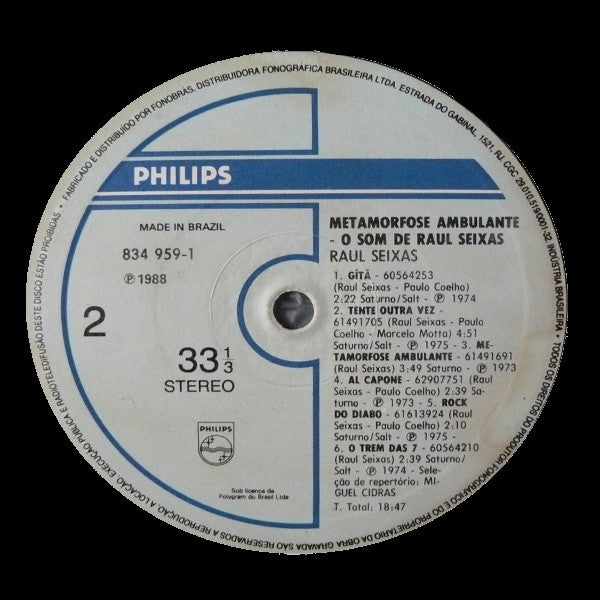 FABRICADO E DISTRIBUIDO POR FONOBRAS, DISTRIBUIDORA FONOGRAFICA BRASILEIRA LTDA. ESTRADA DO GABINAL, 1521, RJ, CGC 29.010.519/0001-32. INDÚSTRIA BRASILEIRA • TODOS OS DIREITOS DO PRODUTOR FONOGRÁFICO E DO PROPRIETÁRIO DA OBRA GRAVADA SÃO RESERVADOS A REPRODUÇÃO A LOCAÇÃO, EXECUÇÃO PÚBLICA E RADIOTELEDIFUSÃO DESTE DISCO ESTÃO PROIBIDAS •
PHILIPS
MADE IN BRAZIL
834 959-1
℗ 1988
2
33 1/3
STEREO
PHILIPS
Sob licença de
Polygram do Brasil Ltda
METAMORFOSE AMBULANTE
- O SOM DE RAUL SEIXAS
RAUL SEIXAS
1. GÎTÂ - 60564253
(Raul Seixas - Paulo Coelho)
2:22 Saturno/Salt - ℗ 1974
2. TENTE OUTRA VEZ -
61491705 (Raul Seixas - Paulo
Coelho - Marcelo Motta) 4:51
Saturno/Salt - ℗ 1975 - 3. ME-
TAMORFOSE AMBULANTE - 61491691
(Raul Seixas) 3:49 Saturno - ℗ 1973
4. AL CAPONE - 62907751 (Raul
Seixas - Paulo Coelho) 2:39 Sa-
turno - ℗ 1973 - 5. ROCK
DO DIABO - 61613924 (Raul
Seixas - Paulo Coelho) 2:10
Saturno/Salt - ℗ 1975 -
6. O TREM DAS 7 - 60564210
(Raul Seixas) 2:39 Saturno/
Salt - ℗ 1974 - Sele-
ção de repertório: MI-
GUEL CIDRAS
T. Total: 18:47